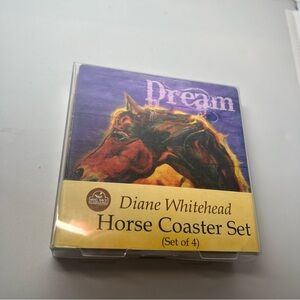 Dream
Diane Whitehead
Horse Coaster Set
(Set of 4)